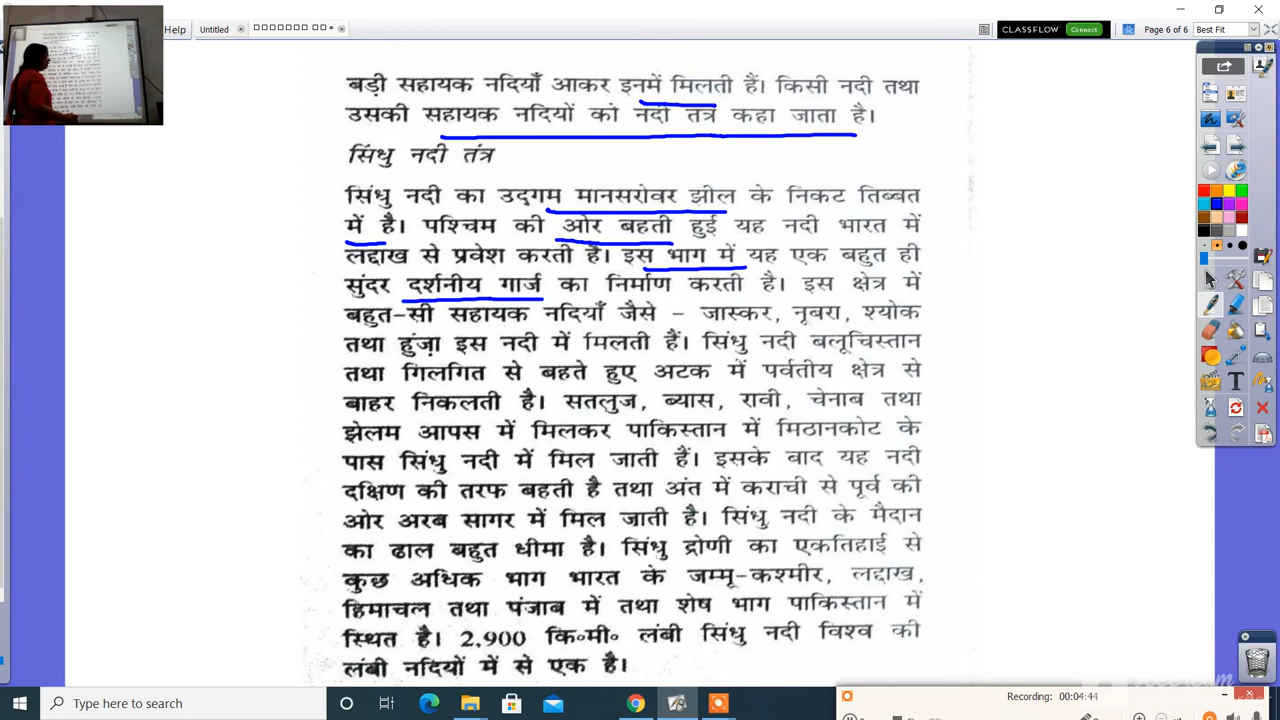 Help
Untitled
CLASSFLOW
Connect
Page 6 of 6
Best Fit
बड़ी सहायक नदियाँ आकर इनमें मिलती हैं। किसी नदी तथा
उसकी सहायक नदियों को नदी तंत्र कहा जाता है।
सिंधु नदी तंत्र
सिंधु नदी का उद्गम मानसरोवर झील के निकट तिब्बत
में है। पश्चिम की ओर बहती हुई यह नदी भारत में
लद्दाख से प्रवेश करती है। इस भाग में यह एक बहुत ही
सुंदर दर्शनीय गार्ज का निर्माण करती है। इस क्षेत्र में
बहुत-सी सहायक नदियाँ जैसे - जास्कर, नूबरा, श्योक
तथा हुंज़ा इस नदी में मिलती हैं। सिंधु नदी बलूचिस्तान
तथा गिलगित से बहते हुए अटक में पर्वतीय क्षेत्र से
बाहर निकलती है। सतलुज, ब्यास, रावी, चेनाब तथा
झेलम आपस में मिलकर पाकिस्तान में मिठानकोट के
पास सिंधु नदी में मिल जाती हैं। इसके बाद यह नदी
दक्षिण की तरफ बहती है तथा अंत में कराची से पूर्व की
ओर अरब सागर में मिल जाती है। सिंधु नदी के मैदान
का ढाल बहुत धीमा है। सिंधु द्रोणी का एकतिहाई से
कुछ अधिक भाग भारत के जम्मू-कश्मीर, लद्दाख,
हिमाचल तथा पंजाब में तथा शेष भाग पाकिस्तान में
स्थित है। 2,900 कि॰मी॰ लंबी सिंधु नदी विश्व की
लंबी नदियों में से एक है।
Type here to search
Recording: 00:04:44